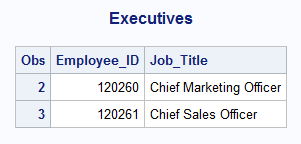 Executives
Obs Employee_ID Job_Title
2 120260 Chief Marketing Officer
3 120261 Chief Sales Officer